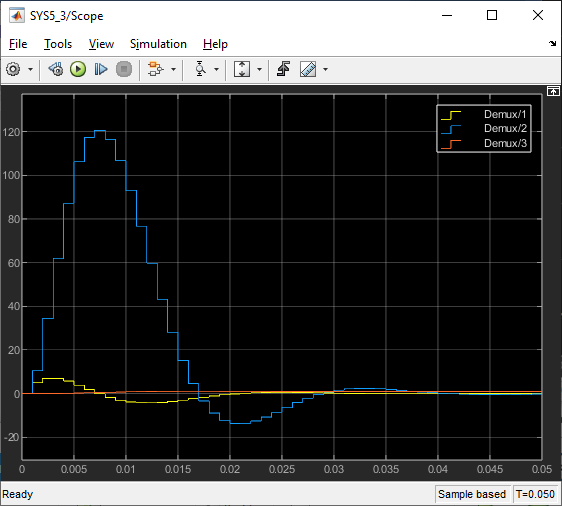 SYS5_3/Scope
File Tools View Simulation Help
Demux/1
Demux/2
Demux/3
120
100
80
60
40
20
0
-20
0 0.005 0.01 0.015 0.02 0.025 0.03 0.035 0.04 0.045 0.05
Ready Sample based T=0.050